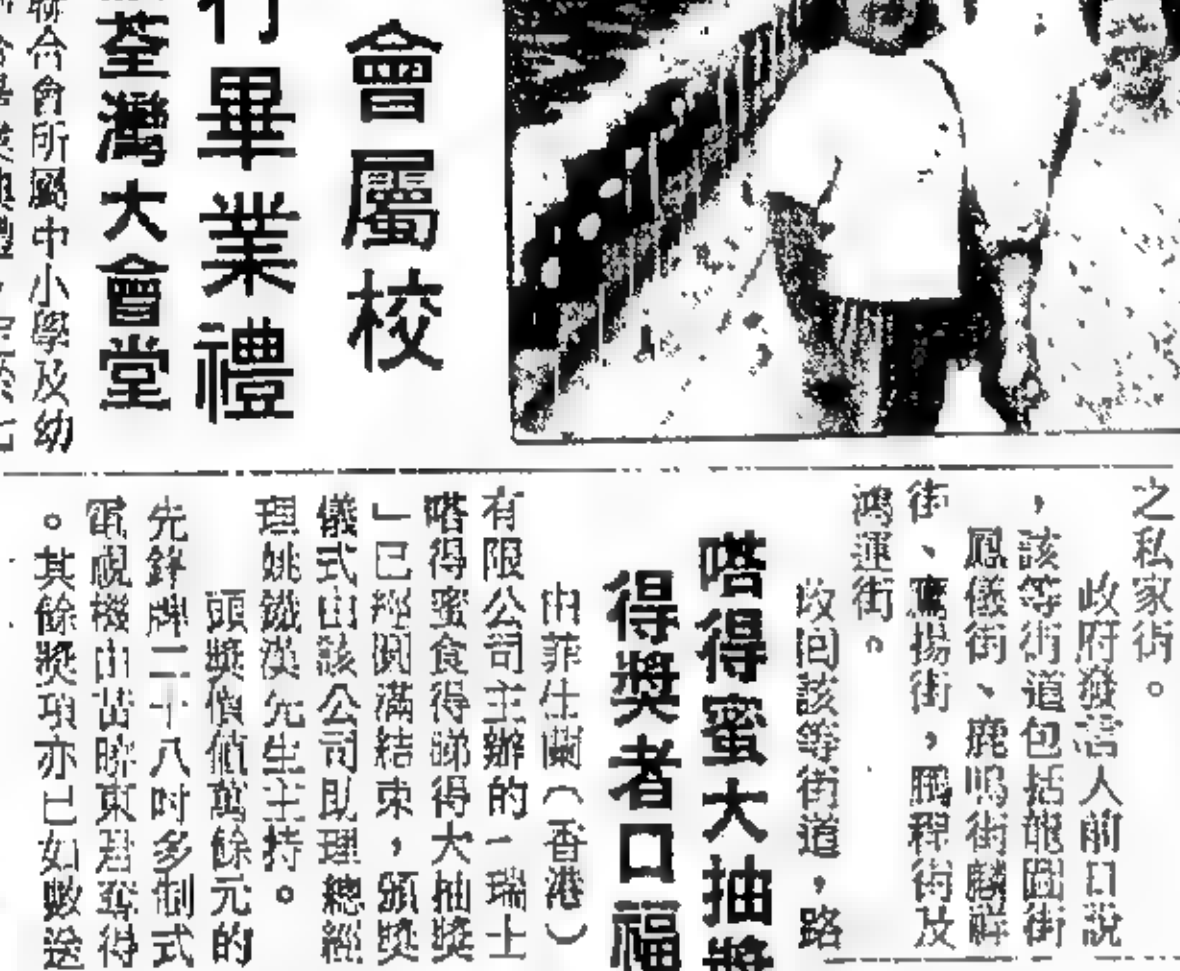 會屬校
行畢業禮
荃灣大會堂
聯合會所屬中小學及幼
之私家街。
政府發言人前日說
,該等街道包括龍圖街
鳳儀街、鹿鳴街麟祥
街、鷹揚街,鵬程街及
鴻運街。
收回該等街道,路
嗒得蜜大抽獎
得獎者口福
由菲仕蘭(香港)
有限公司主辦的「瑞士
嗒得蜜食得睇得大抽獎
」已經圓滿結束,頒獎
儀式由該公司助理總經
理姚鐵漢先生主持。
頭獎價值萬餘元的
先鋒牌二十八吋多制式
電視機由苗東君奪得
。其餘獎項亦已如數送